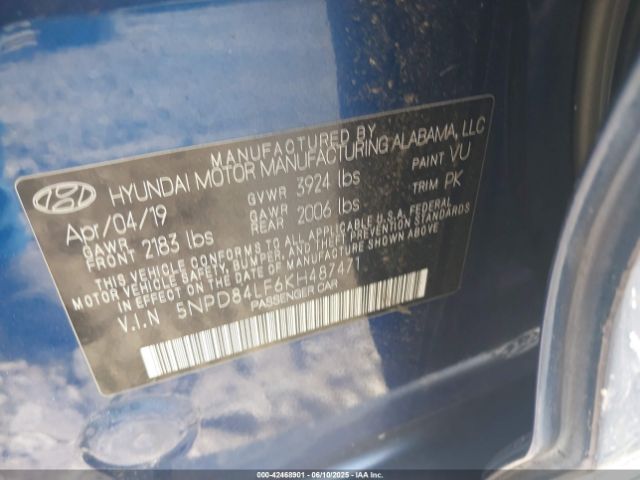 MANUFACTURED BY
HYUNDAI MOTOR MANUFACTURING ALABAMA, LLC
Apr/04/19 GVWR 3924 lbs PAINT VU
GAWR FRONT 2183 lbs GAWR REAR 2006 lbs TRIM PK
THIS VEHICLE CONFORMS TO ALL APPLICABLE U.S.A. FEDERAL
MOTOR VEHICLE SAFETY, BUMPER, AND THEFT PREVENTION STANDARDS
IN EFFECT ON THE DATE OF MANUFACTURE SHOWN ABOVE.
V.I.N 5NPD84LF6KH487471
PASSENGER CAR
000-42468901 - 06/10/2025 - IAAI.COM